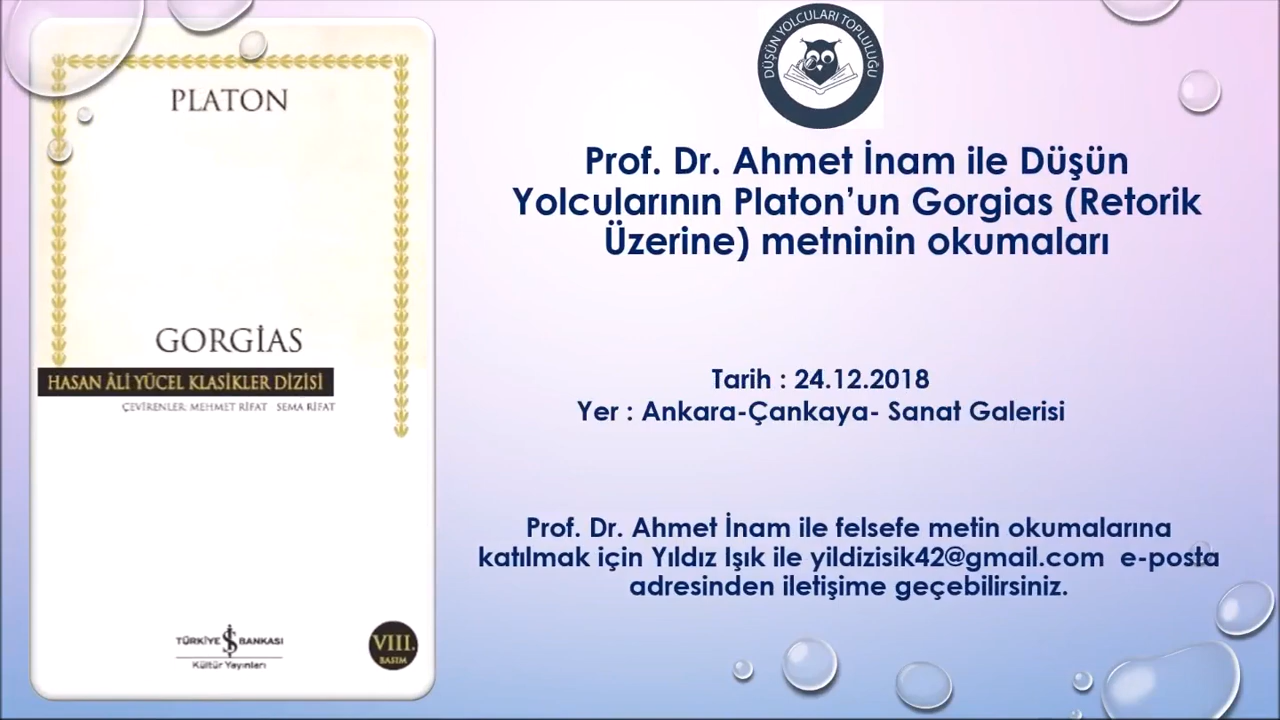 PLATON
GORGİAS
HASAN ÂLİ YÜCEL KLASİKLER DİZİSİ
ÇEVİRENLER: MEHMET RİFAT SEMA RİFAT
TÜRKİYE İŞ BANKASI
Kültür Yayınları
VIII.
BASIM
DÜŞÜN YOLCULARI TOPLULUĞU
Prof. Dr. Ahmet İnam ile Düşün
Yolcularının Platon’un Gorgias (Retorik
Üzerine) metninin okumaları
Tarih : 24.12.2018
Yer : Ankara-Çankaya- Sanat Galerisi
Prof. Dr. Ahmet İnam ile felsefe metin okumalarına
katılmak için Yıldız Işık ile yildizisik42@gmail.com e-posta
adresinden iletişime geçebilirsiniz.